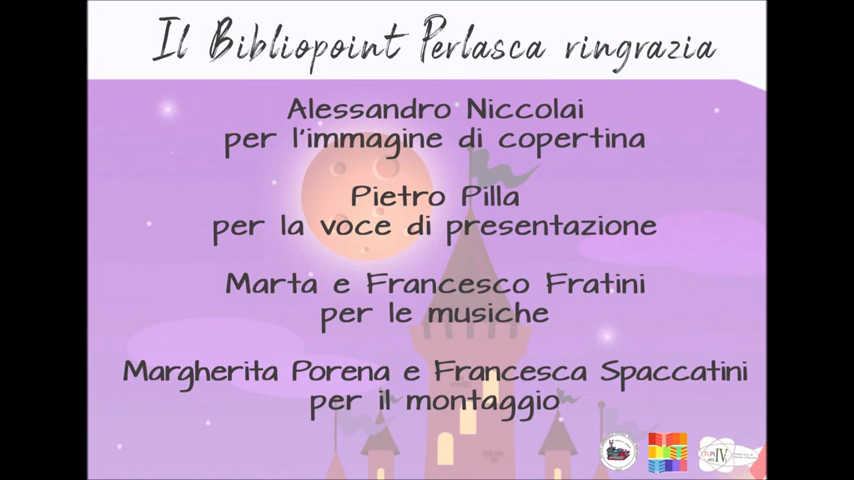 Il Bibliopoint Perlasca ringrazia
Alessandro Niccolai
per l'immagine di copertina
Pietro Pilla
per la voce di presentazione
Marta e Francesco Fratini
per le musiche
Margherita Porena e Francesca Spaccatini
per il montaggio
IV